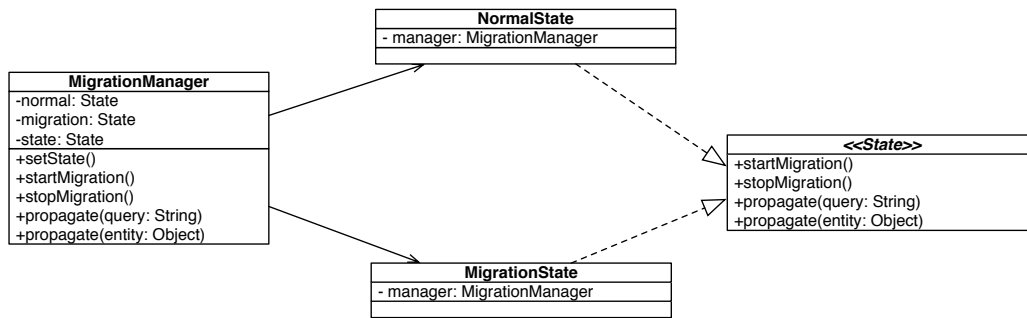 NormalState
- manager: MigrationManager
MigrationManager
-normal: State
-migration: State
-state: State
+setState()
+startMigration()
+stopMigration()
+propagate(query: String)
+propagate(entity: Object)
<<State>>
+startMigration()
+stopMigration()
+propagate(query: String)
+propagate(entity: Object)
MigrationState
- manager: MigrationManager